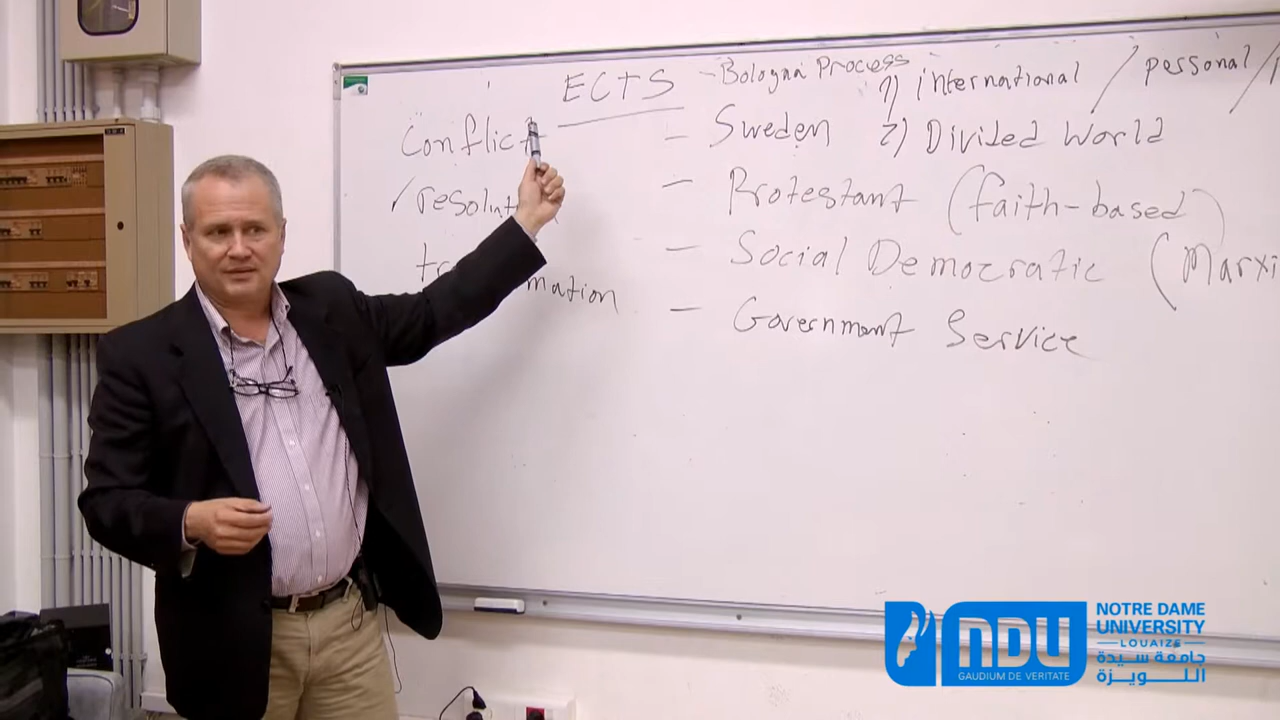 ECTS
- Bologna Process
1) international / personal /
Conflict
- Sweden
2) Divided World
✓ resolution
- Protestant (faith-based)
- Social Democratic (Marxi
mation
- Government Service
NDU
GAUDIUM DE VERITATE
NOTRE DAME
UNIVERSITY
LOUAIZE
جامعة سيدة
اللويزة